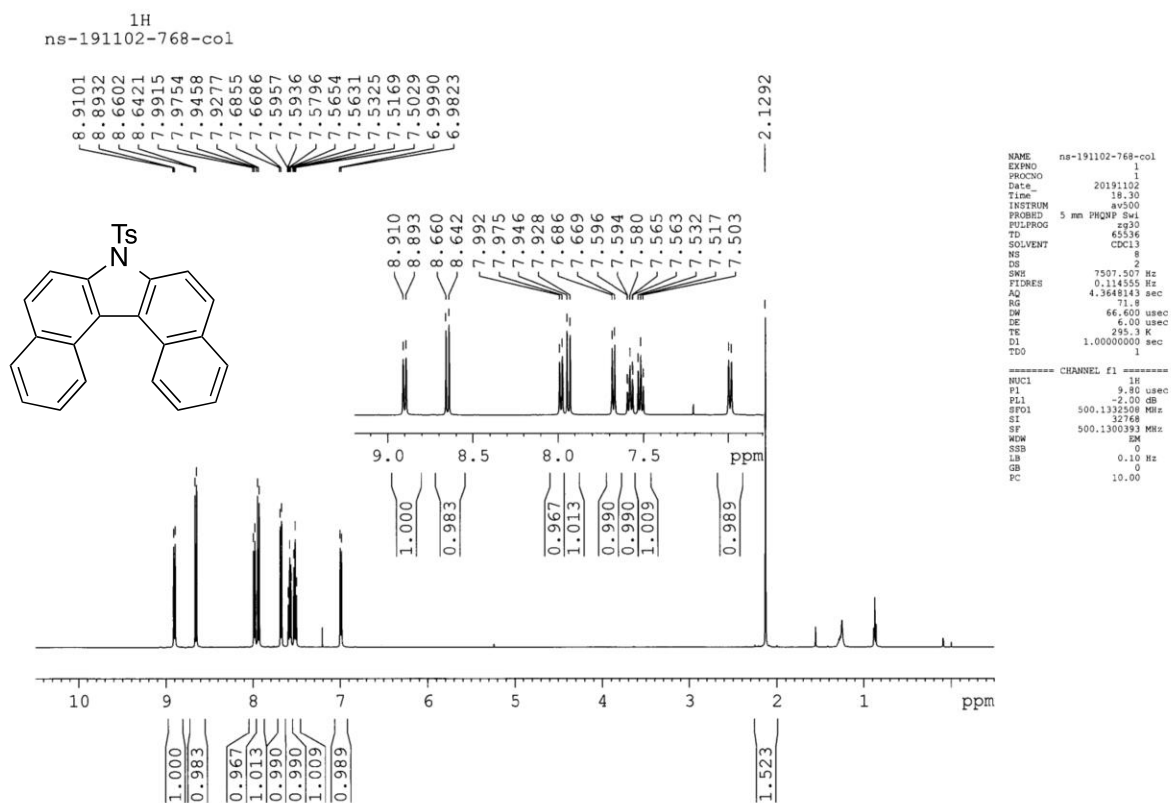 1H
ns-191102-768-col
8.9101
8.8932
8.6602
8.6421
7.9915
7.9754
7.9458
7.9277
7.6855
7.6686
7.5957
7.5936
7.5796
7.5654
7.5631
7.5325
7.5169
7.5029
6.9990
6.9823
2.1292
Ts
N
8.910
8.893
8.660
8.642
7.992
7.975
7.946
7.928
7.686
7.669
7.596
7.594
7.580
7.565
7.563
7.532
7.517
7.503
9.0 8.5 8.0 7.5 ppm
1.000
0.983
0.967
1.013
0.990
0.990
1.009
0.989
10 9 8 7 6 5 4 3 2 1 ppm
1.000
0.983
0.967
1.013
0.990
0.990
1.009
0.989
1.523
NAME ns-191102-768-col
EXPNO 1
PROCNO 1
Date_ 20191102
Time 18.30
INSTRUM av500
PROBHD 5 mm PHQNP Swi
PULPROG zg30
TD 65536
SOLVENT CDCl3
NS 8
DS 2
SWH 7507.507 Hz
FIDRES 0.114555 Hz
AQ 4.3648143 sec
RG 71.8
DW 66.600 usec
DE 6.00 usec
TE 295.3 K
D1 1.00000000 sec
TD0 1
======== CHANNEL f1 ========
NUC1 1H
P1 9.80 usec
PL1 -2.00 dB
SFO1 500.1332508 MHz
SI 32768
SF 500.1300393 MHz
WDW EM
SSB 0
LB 0.10 Hz
GB 0
PC 10.00